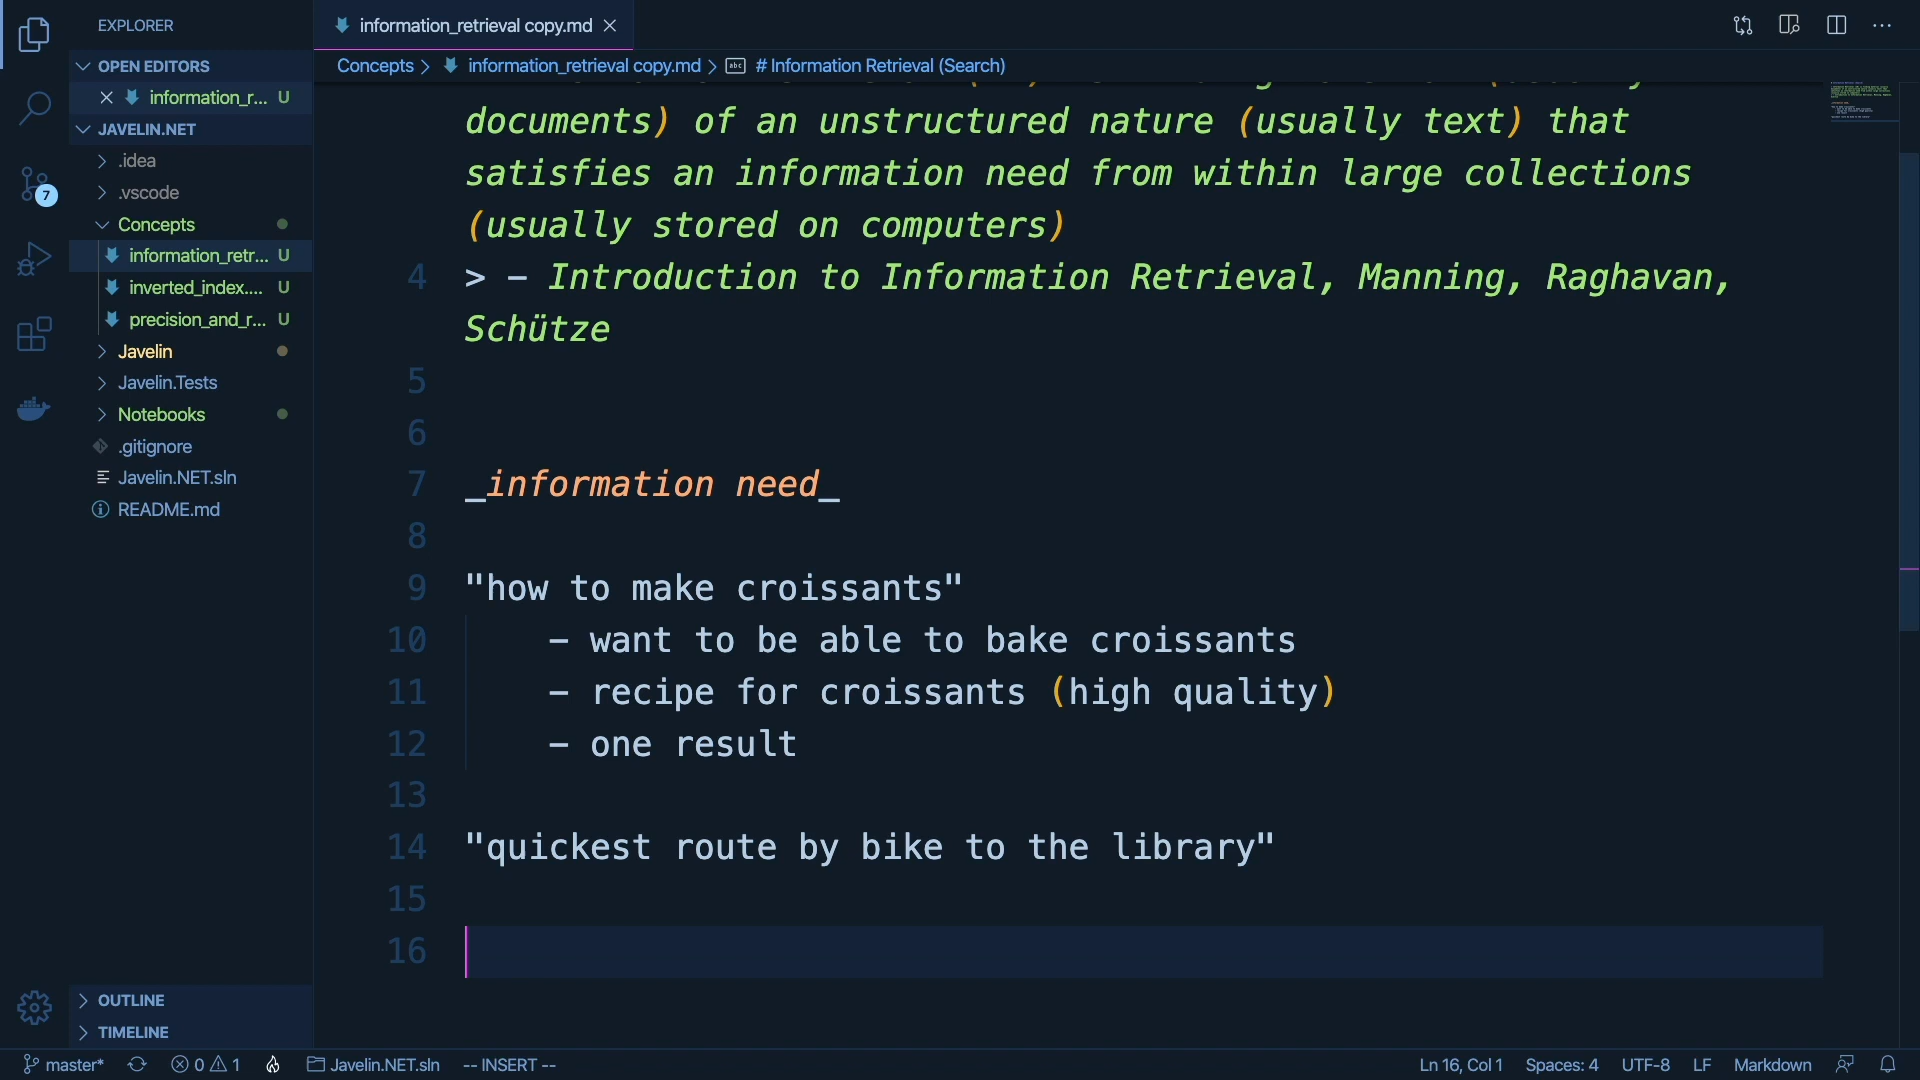 EXPLORER
information_retrieval copy.md
OPEN EDITORS
Concepts
information_retrieval copy.md
# Information Retrieval (Search)
information_r... U
JAVELIN.NET
.idea
.vscode
Concepts
information_retr... U
inverted_index.... U
precision_and_r... U
Javelin
Javelin.Tests
Notebooks
.gitignore
Javelin.NET.sln
README.md
7
OUTLINE
TIMELINE
documents) of an unstructured nature (usually text) that
satisfies an information need from within large collections
(usually stored on computers)
4 > - Introduction to Information Retrieval, Manning, Raghavan,
Schütze
5
6
7 _information need_
8
9 "how to make croissants"
10 - want to be able to bake croissants
11 - recipe for croissants (high quality)
12 - one result
13
14 "quickest route by bike to the library"
15
16
master* 0 1 Javelin.NET.sln -- INSERT -- Ln 16, Col 1 Spaces: 4 UTF-8 LF Markdown